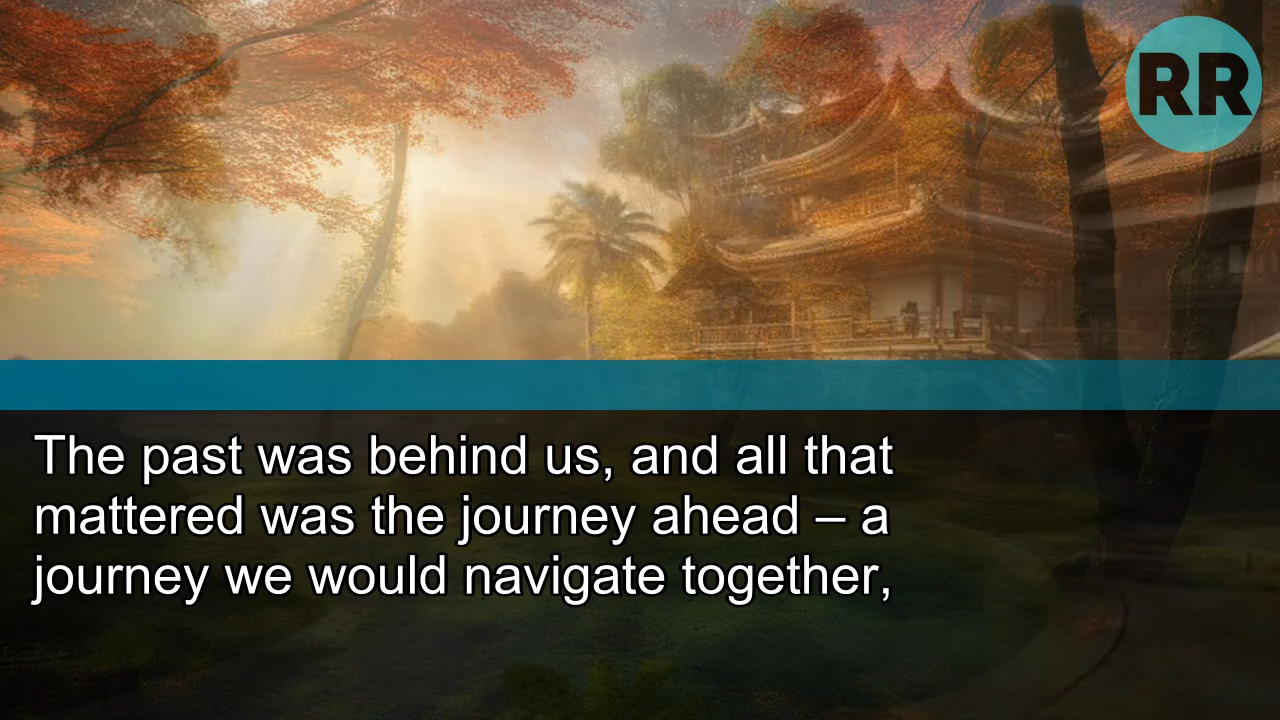 RR
The past was behind us, and all that
mattered was the journey ahead – a
journey we would navigate together,